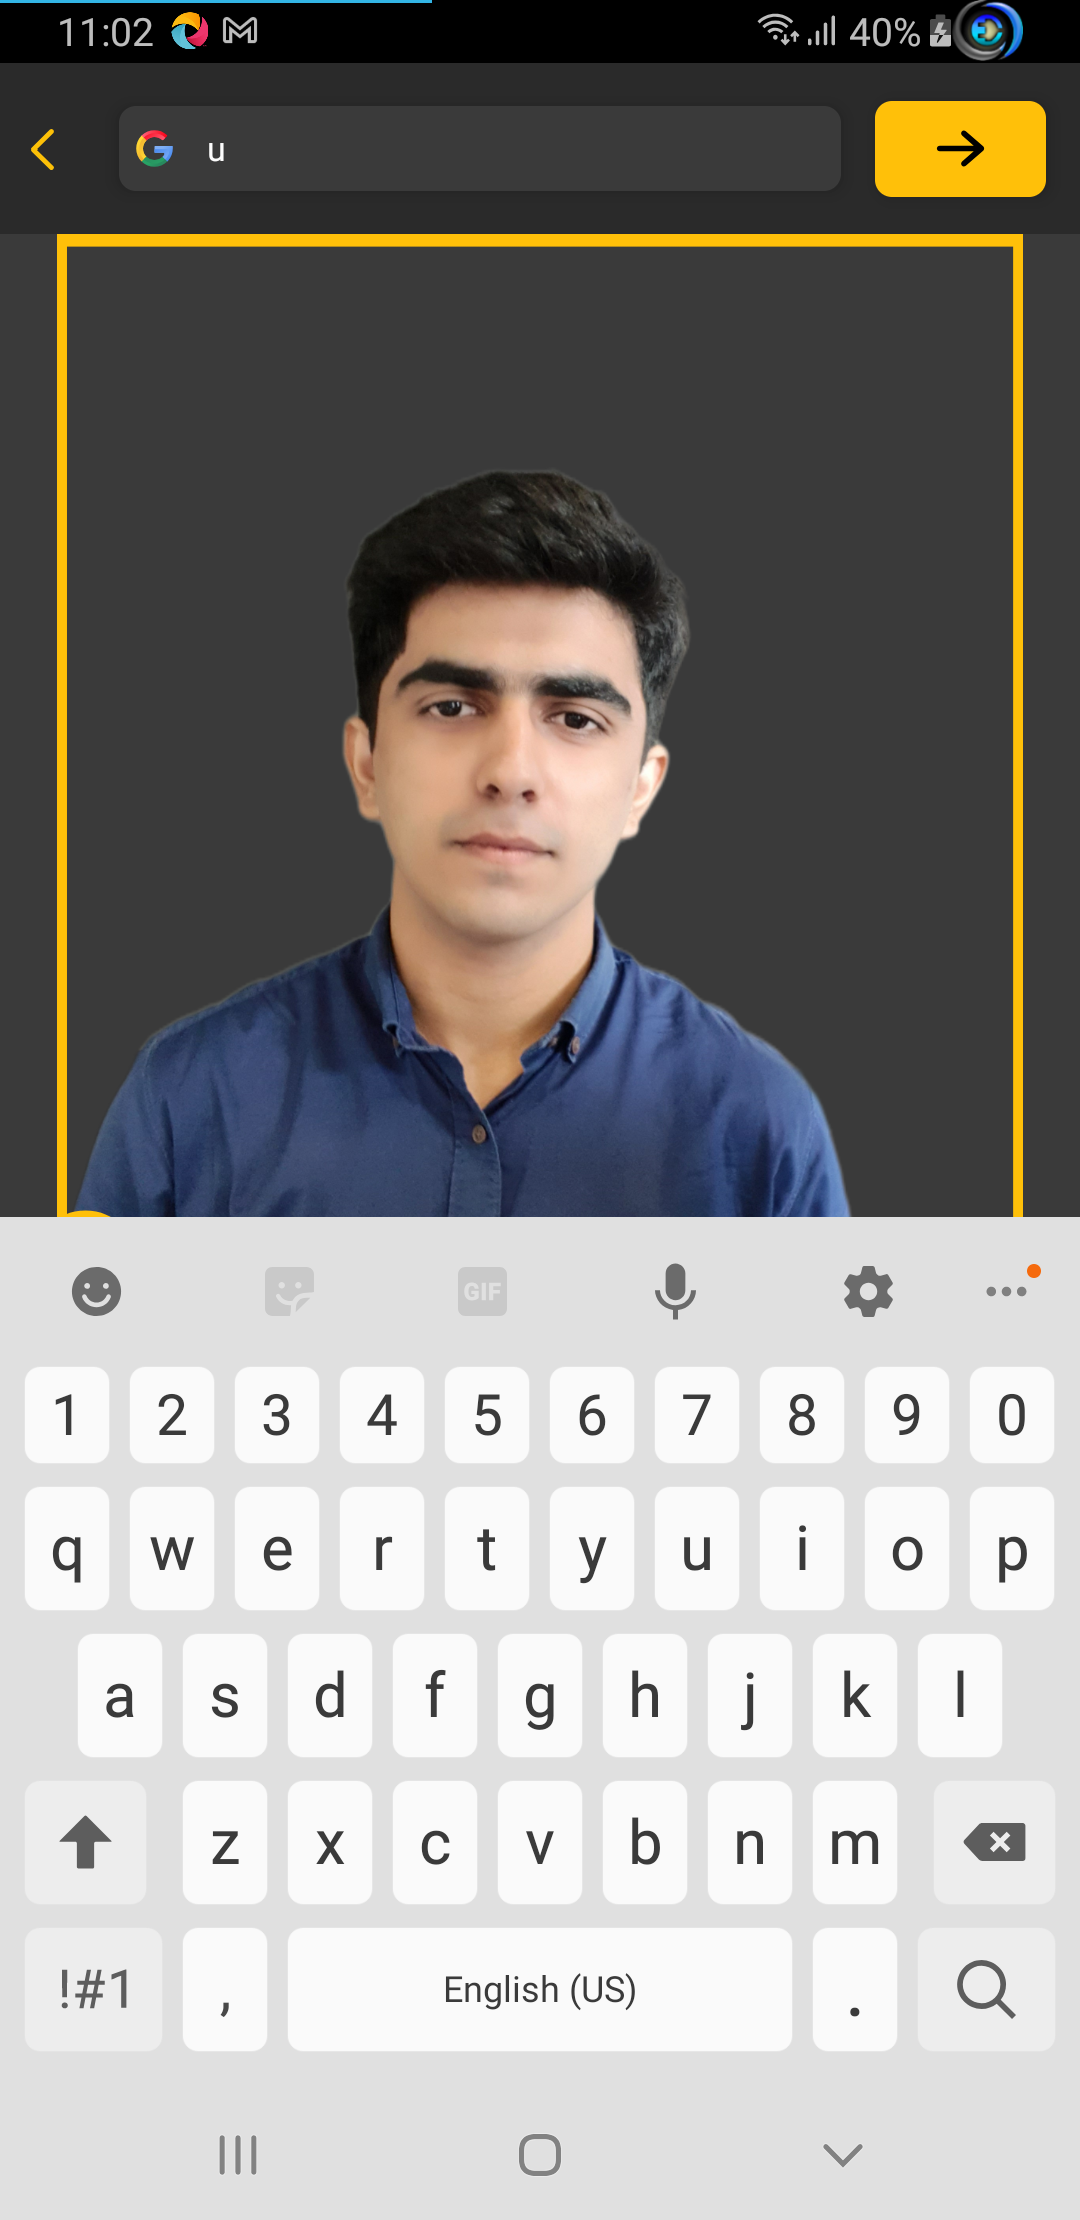 11:02 40%
u
GIF
1 2 3 4 5 6 7 8 9 0
q w e r t y u i o p
a s d f g h j k l
z x c v b n m
!#1 , English (US) .